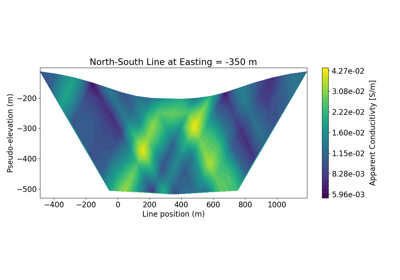 North-South Line at Easting = -350 m
Pseudo-elevation (m)
−200
−300
−400
−500
−400 −200 0 200 400 600 800 1000
Line position (m)
4.27e-02
3.08e-02
2.22e-02
1.60e-02
1.15e-02
8.28e-03
5.96e-03
Apparent Conducitivity [S/m]